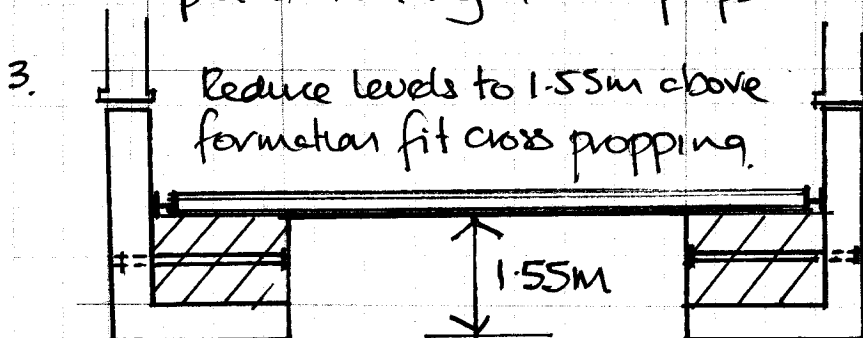 3.
Reduce levels to 1.55m above
formation fit cross propping.
1.55m